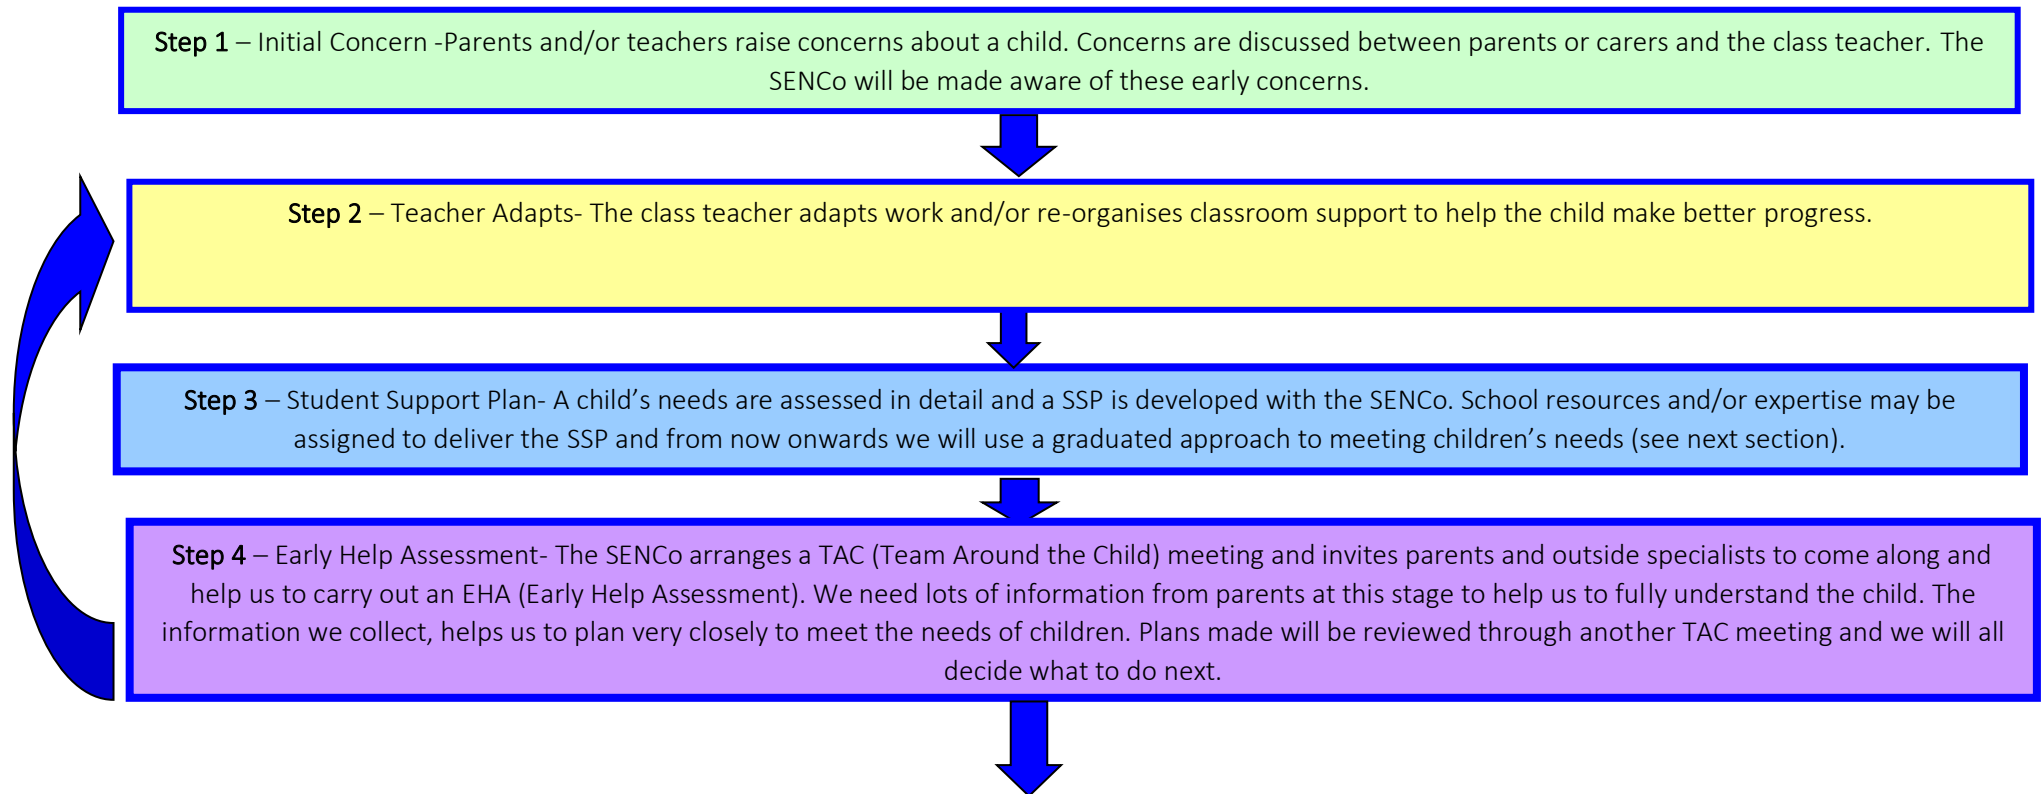 Step 1 – Initial Concern -Parents and/or teachers raise concerns about a child. Concerns are discussed between parents or carers and the class teacher. The
SENCo will be made aware of these early concerns.
Step 2 – Teacher Adapts- The class teacher adapts work and/or re-organises classroom support to help the child make better progress.
Step 3 – Student Support Plan- A child’s needs are assessed in detail and a SSP is developed with the SENCo. School resources and/or expertise may be
assigned to deliver the SSP and from now onwards we will use a graduated approach to meeting children’s needs (see next section).
Step 4 – Early Help Assessment- The SENCo arranges a TAC (Team Around the Child) meeting and invites parents and outside specialists to come along and
help us to carry out an EHA (Early Help Assessment). We need lots of information from parents at this stage to help us to fully understand the child. The
information we collect, helps us to plan very closely to meet the needs of children. Plans made will be reviewed through another TAC meeting and we will all
decide what to do next.